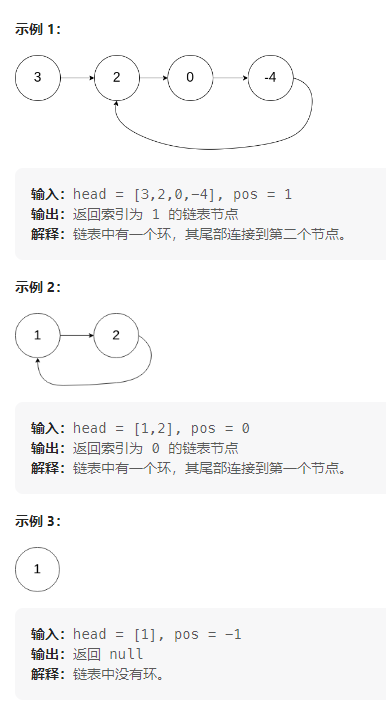 示例 1：
3 2 0 -4
输入：head = [3,2,0,-4], pos = 1
输出：返回索引为 1 的链表节点
解释：链表中有一个环，其尾部连接到第二个节点。
示例 2：
1 2
输入：head = [1,2], pos = 0
输出：返回索引为 0 的链表节点
解释：链表中有一个环，其尾部连接到第一个节点。
示例 3：
1
输入：head = [1], pos = -1
输出：返回 null
解释：链表中没有环。